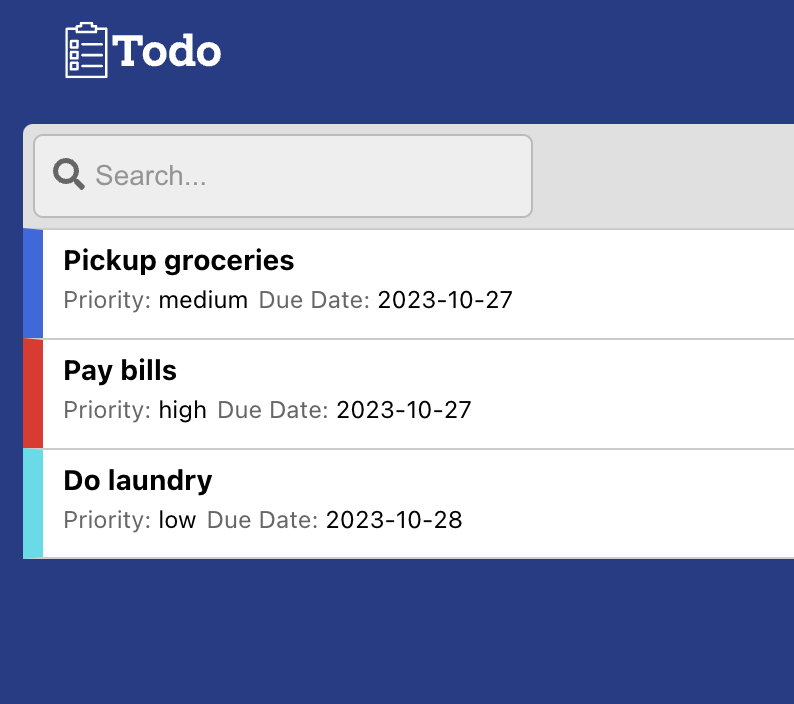 Todo
Search...
Pickup groceries
Priority: medium Due Date: 2023-10-27
Pay bills
Priority: high Due Date: 2023-10-27
Do laundry
Priority: low Due Date: 2023-10-28